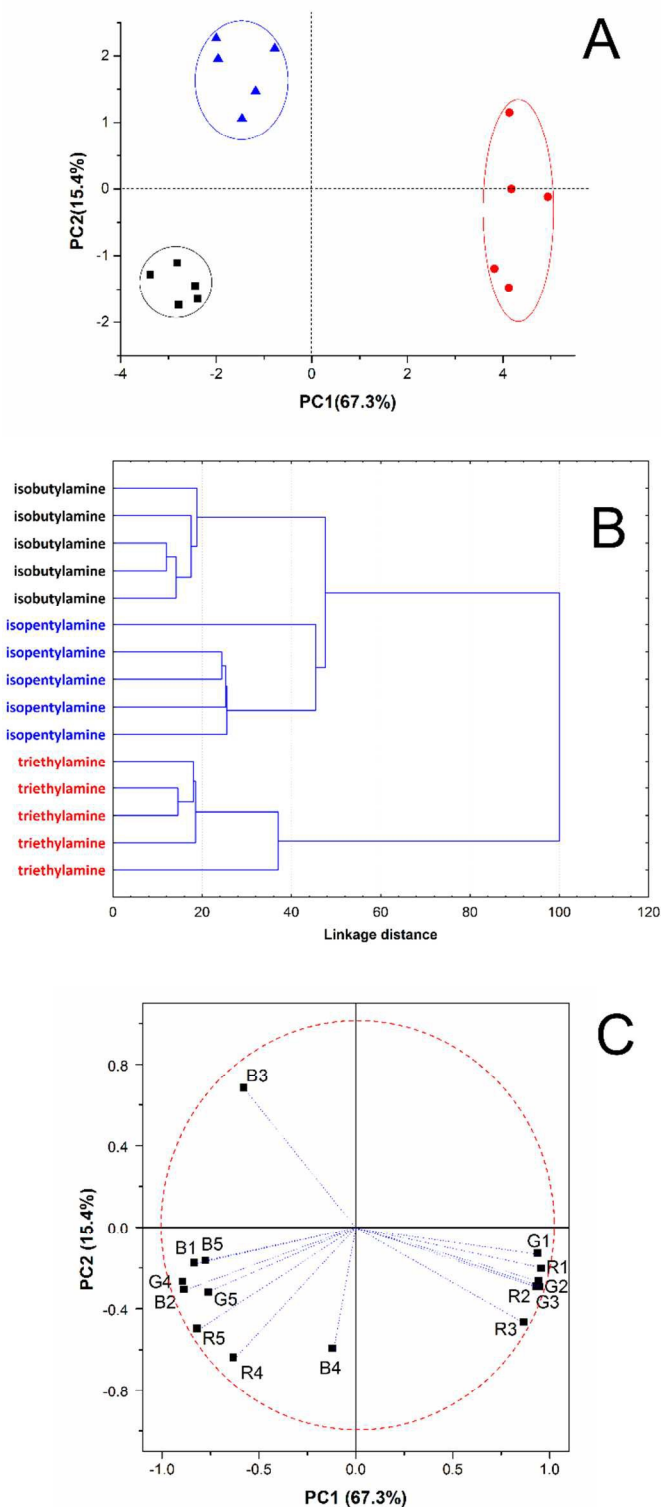 A
2
1
0
-1
-2
PC2(15.4%)
-4
-2
0
2
4
PC1(67.3%)
B
isobutylamine
isobutylamine
isobutylamine
isobutylamine
isobutylamine
isopentylamine
isopentylamine
isopentylamine
isopentylamine
isopentylamine
triethylamine
triethylamine
triethylamine
triethylamine
triethylamine
0
20
40
60
80
100
120
Linkage distance
C
0.8
0.4
0.0
-0.4
-0.8
PC2 (15.4%)
B3
B1
B5
G4
B2
G5
R5
R4
B4
G1
R1
R2
G2
G3
R3
-1.0
-0.5
0.0
0.5
1.0
PC1 (67.3%)